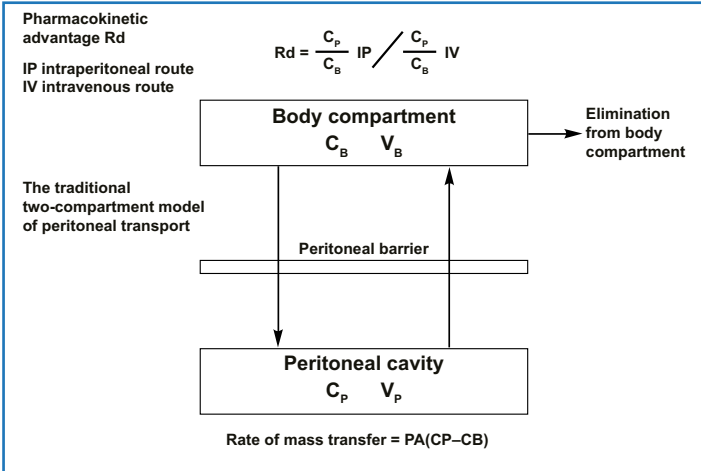 Pharmacokinetic
advantage Rd
IP intraperitoneal route
IV intravenous route
Rd = C_P/C_B IP / C_P/C_B IV
Body compartment
C_B V_B
Elimination
from body
compartment
The traditional
two-compartment model
of peritoneal transport
Peritoneal barrier
Peritoneal cavity
C_P V_P
Rate of mass transfer = PA(CP–CB)